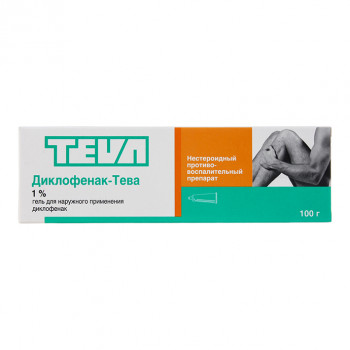 TEVA
Диклофенак-Тева
1 %
гель для наружного применения
диклофенак
Нестероидный
противо-
воспалительный
препарат
100 г